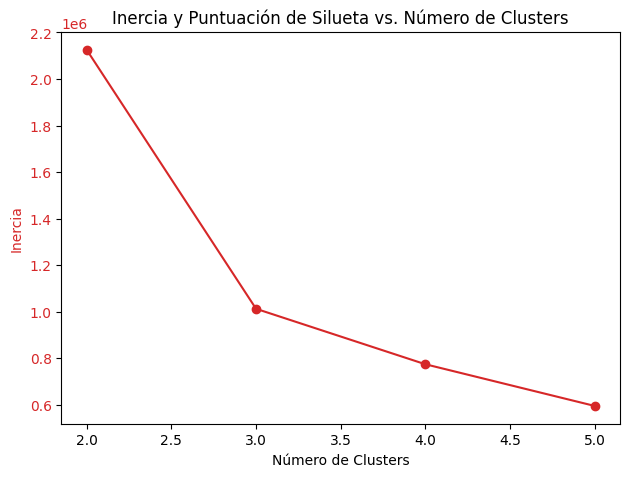 Inercia y Puntuación de Silueta vs. Número de Clusters
1e6
2.2
2.0
1.8
1.6
1.4
1.2
1.0
0.8
0.6
Inercia
2.0 2.5 3.0 3.5 4.0 4.5 5.0
Número de Clusters